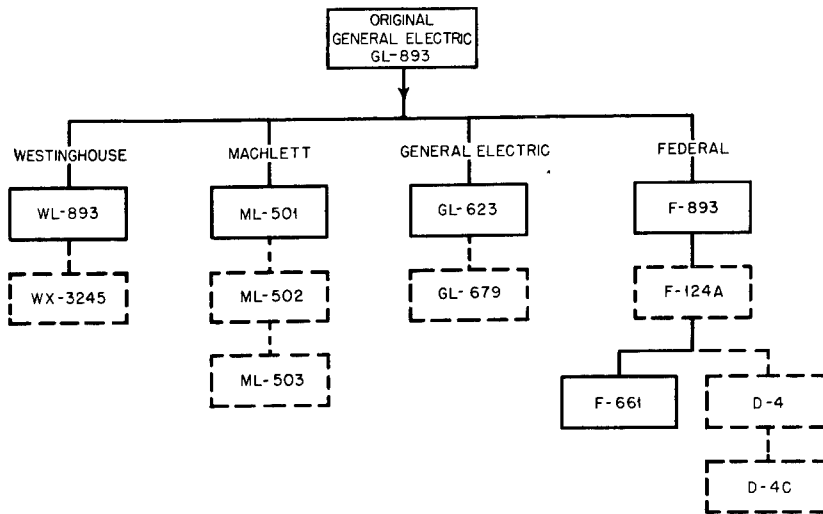 ORIGINAL
GENERAL ELECTRIC
GL-893
WESTINGHOUSE
MACHLETT
GENERAL ELECTRIC
FEDERAL
WL-893
ML-501
GL-623
F-893
WX-3245
ML-502
GL-679
F-124A
ML-503
F-661
D-4
D-4C